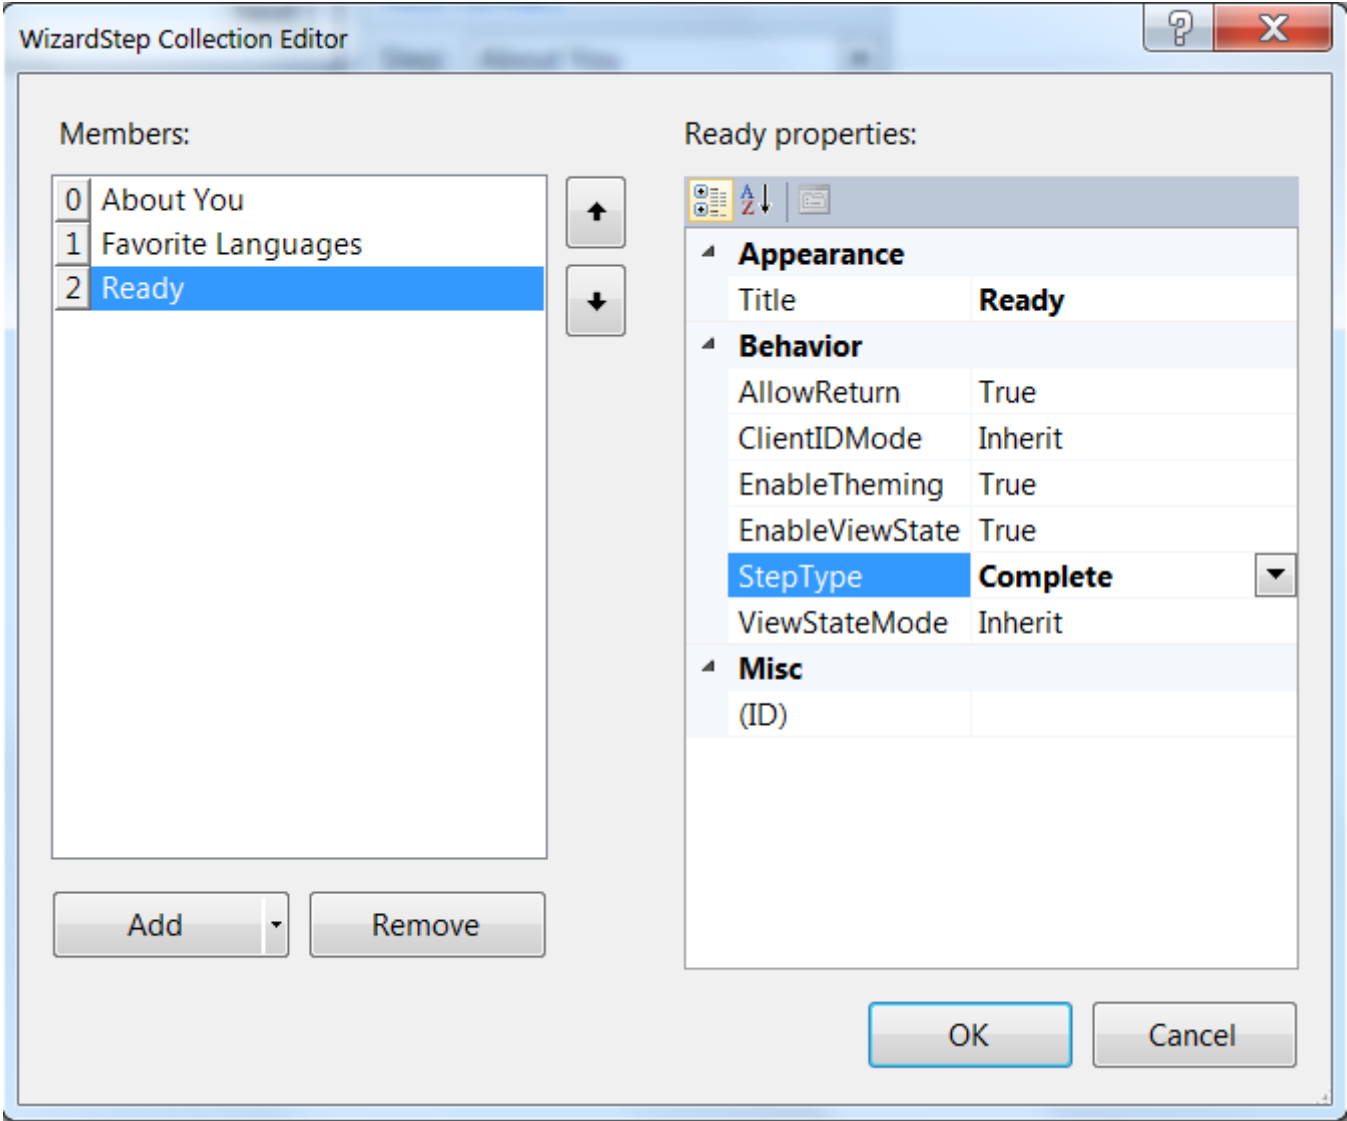 WizardStep Collection Editor
Members:
0 About You
1 Favorite Languages
2 Ready
Add
Remove
Ready properties:
Appearance
Title Ready
Behavior
AllowReturn True
ClientIDMode Inherit
EnableTheming True
EnableViewState True
StepType Complete
ViewStateMode Inherit
Misc
(ID)
OK
Cancel